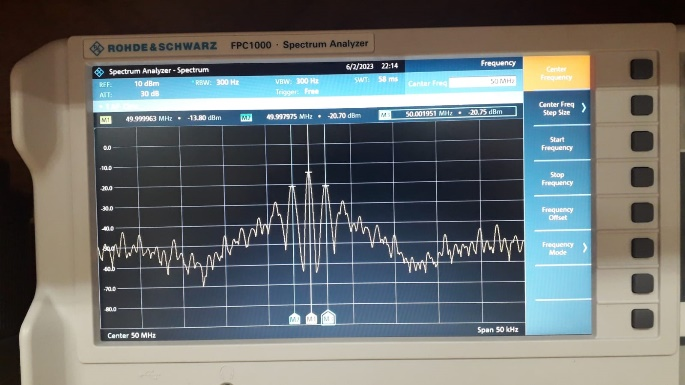 ROHDE&SCHWARZ FPC1000 · Spectrum Analyzer
Spectrum Analyzer - Spectrum 6/2/2023 22:14 Frequency
REF: 10 dBm RBW: 300 Hz VBW: 300 Hz SWT: 58 ms Center Freq 50 MHz
ATT: 30 dB Trigger: Free
M1 49.999963 MHz • -13.80 dBm M2 49.997975 MHz • -20.70 dBm M3 50.001951 MHz • -20.75 dBm
0.0
-10.0
-20.0
-30.0
-40.0
-50.0
-60.0
-70.0
-80.0
M2 M1 M3
Center 50 MHz Span 50 kHz
Center Frequency
Center Freq Step Size
Start Frequency
Stop Frequency
Frequency Offset
Frequency Mode